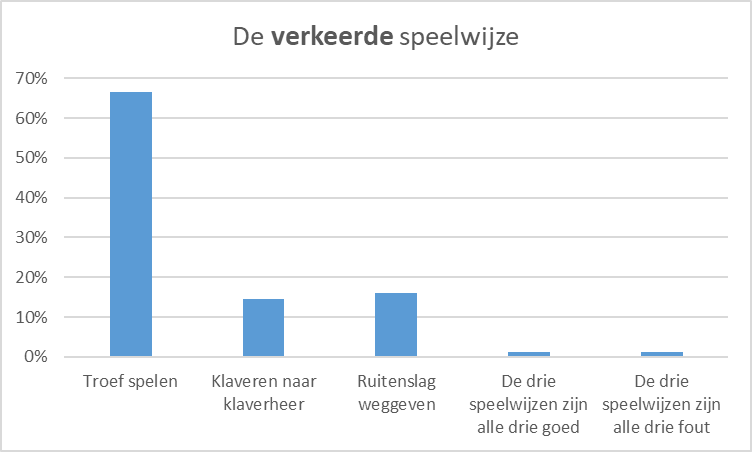 De verkeerde speelwijze
70%
60%
50%
40%
30%
20%
10%
0%
Troef spelen
Klaveren naar
klaverheer
Ruitenslag
weggeven
De drie
speelwijzen zijn
alle drie goed
De drie
speelwijzen zijn
alle drie fout